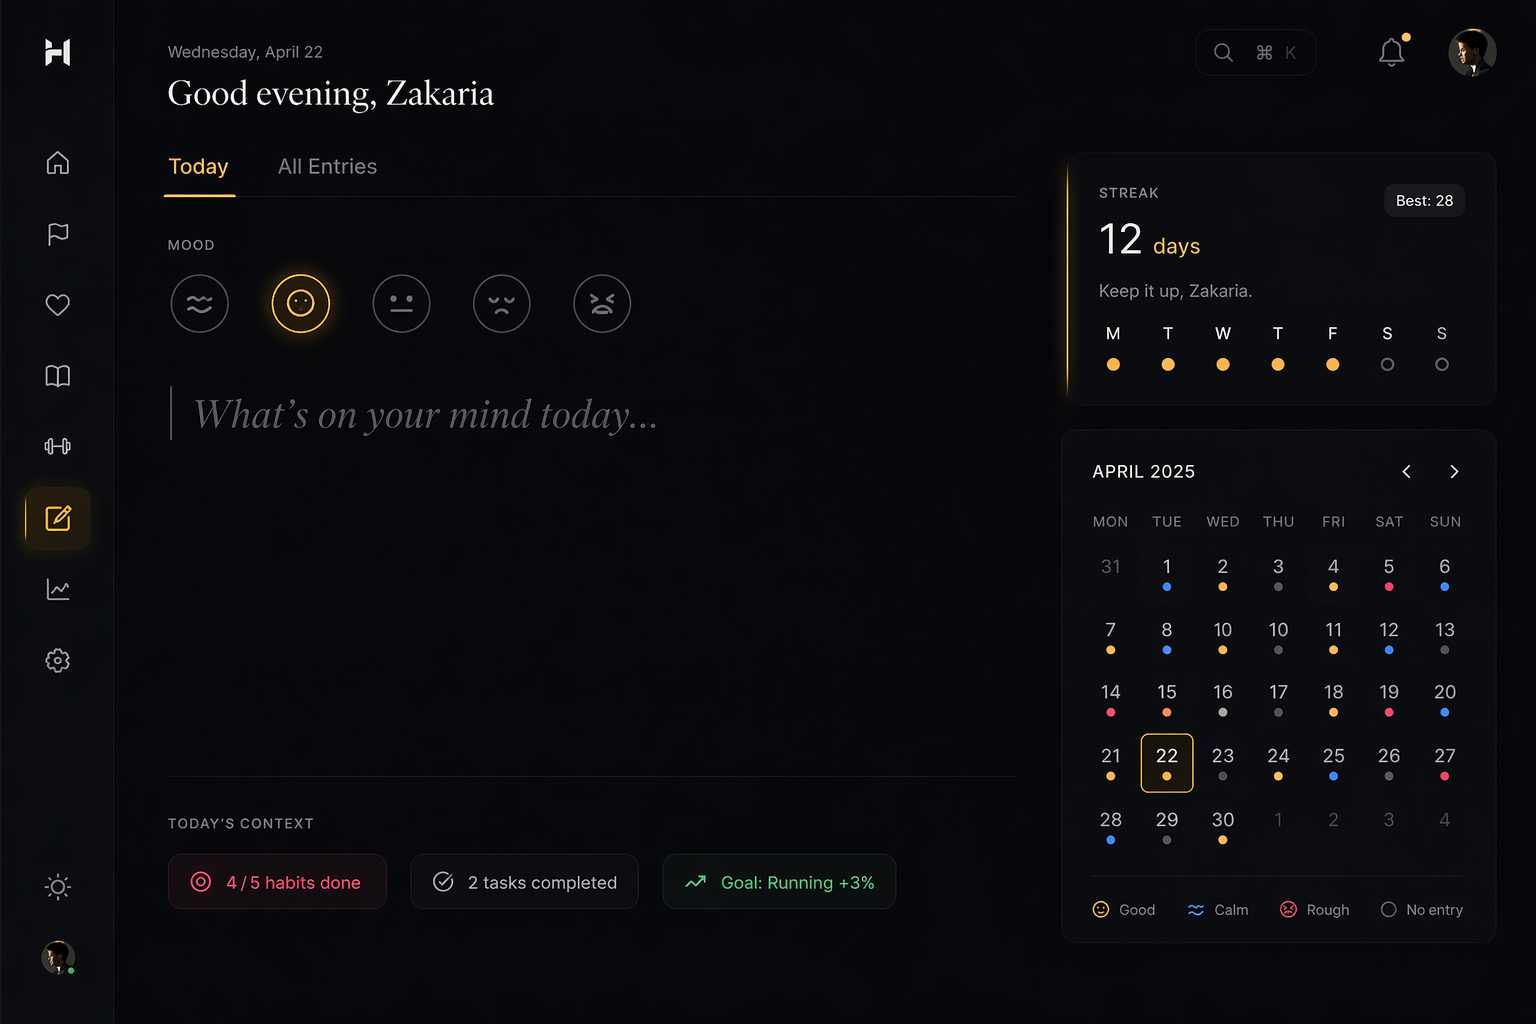 Wednesday, April 22
Good evening, Zakaria
⌘ K
Today
All Entries
MOOD
What’s on your mind today...
TODAY’S CONTEXT
4 / 5 habits done
2 tasks completed
Goal: Running +3%
STREAK
Best: 28
12 days
Keep it up, Zakaria.
M T W T F S S
APRIL 2025
MON TUE WED THU FRI SAT SUN
31 1 2 3 4 5 6
7 8 10 10 11 12 13
14 15 16 17 18 19 20
21 22 23 24 25 26 27
28 29 30 1 2 3 4
Good Calm Rough No entry